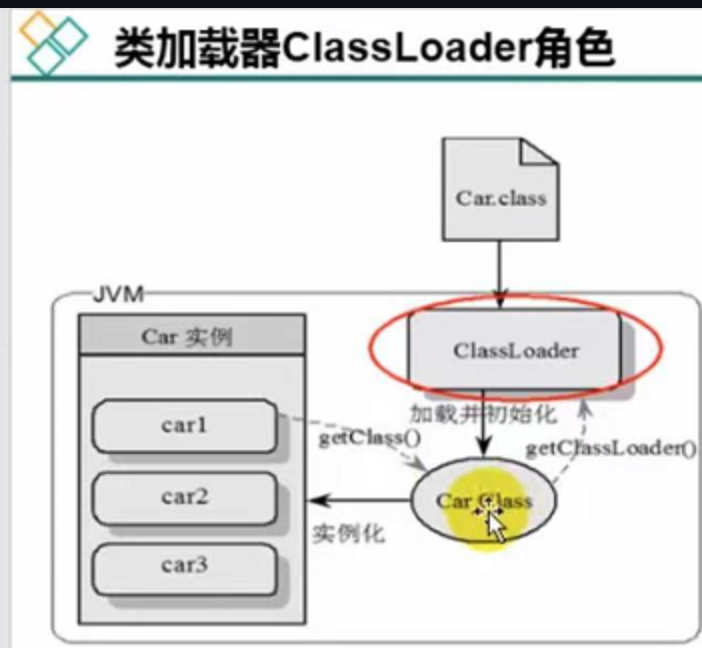 类加载器ClassLoader角色
Car.class
JVM
Car 实例
ClassLoader
加载并初始化
car1
getClass()
getClassLoader()
car2
Car Class
实例化
car3